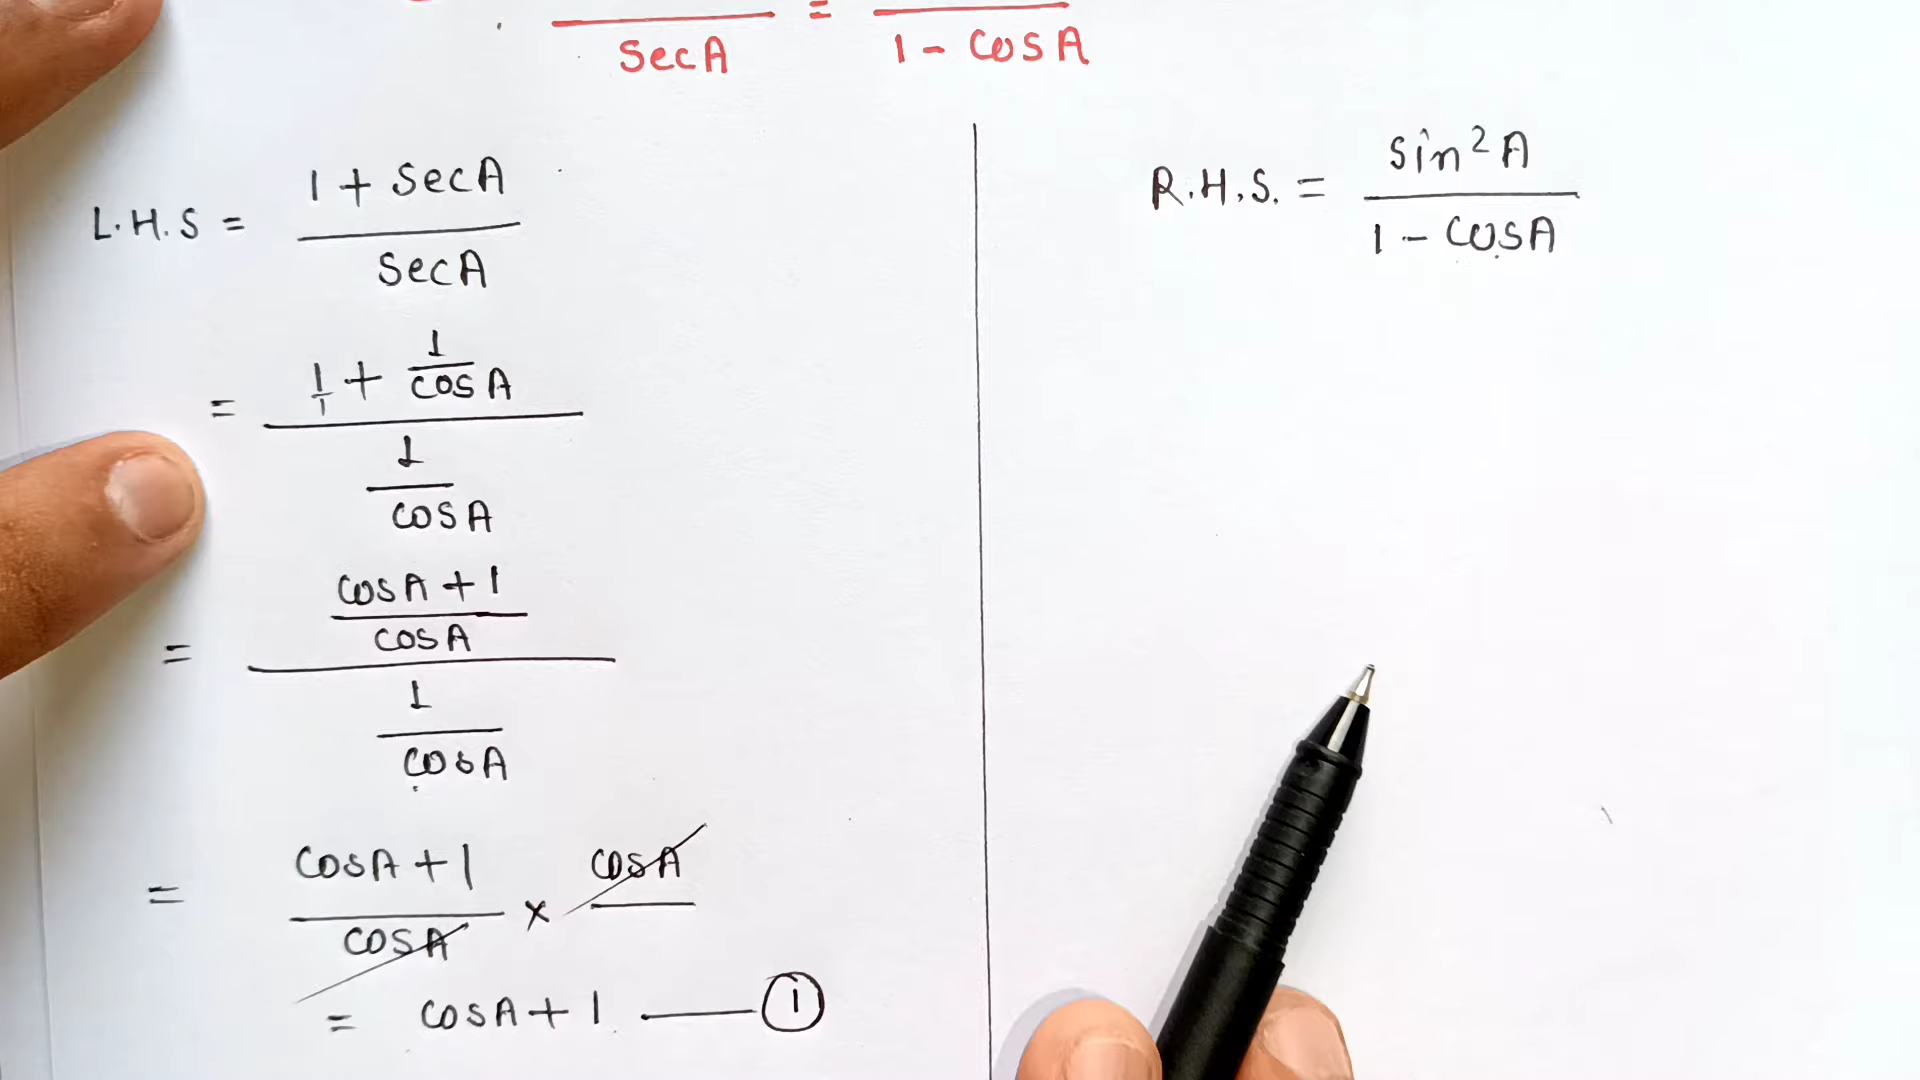 = 
secA 1 - cosA
L.H.S = 1 + secA / secA
= 1/1 + 1/cosA / 1/cosA
= cosA + 1 / cosA / 1/cosA
= cosA + 1 / cosA × cosA
= cosA + 1 —— ①
R.H.S. = sin²A / 1 - cosA